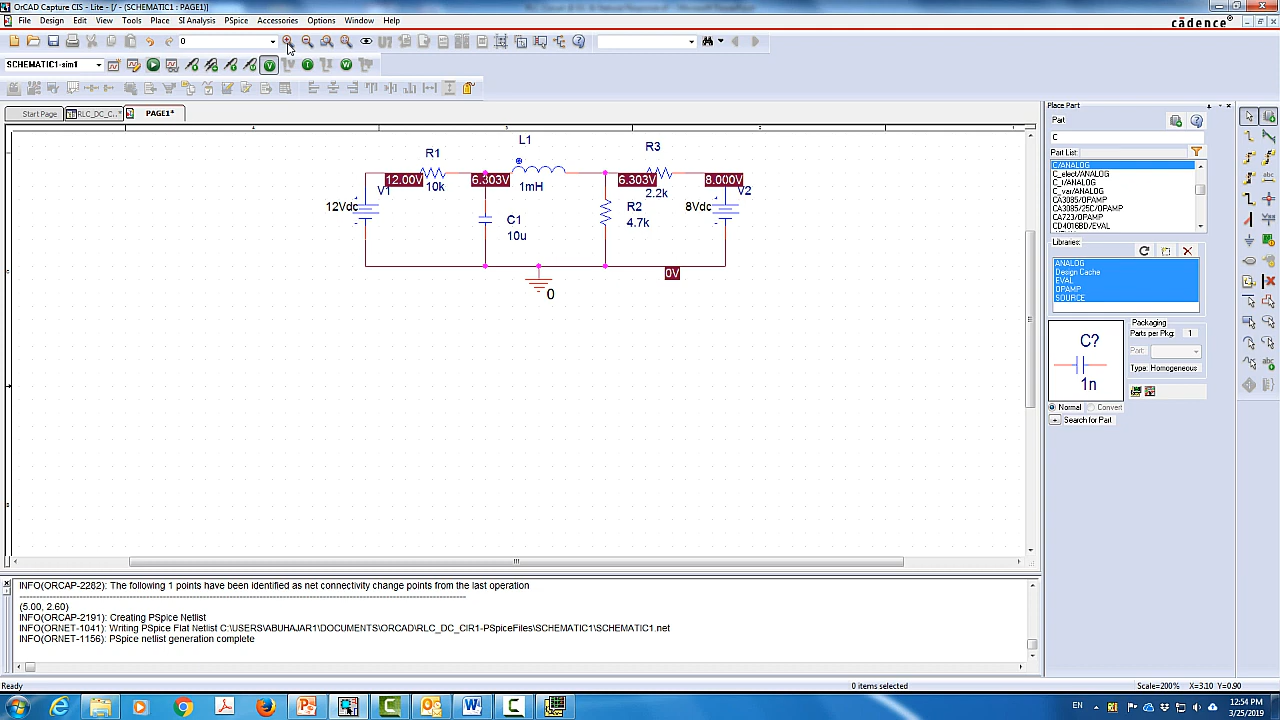 OrCAD Capture CIS - Lite - [/ - (SCHEMATIC1 : PAGE1)]
File Design Edit View Tools Place SI Analysis PSpice Accessories Options Window Help
cādence
0
SCHEMATIC1-sim1
Start Page
RLC_DC_C..*
PAGE1*
Place Part
Part
C
Part List:
C/ANALOG
C_elect/ANALOG
C_t/ANALOG
C_var/ANALOG
CA3085/OPAMP
CA3085/25C/OPAMP
CA723/OPAMP
CD4016BD/EVAL
Libraries:
ANALOG
Design Cache
EVAL
OPAMP
SOURCE
C?
1n
Packaging
Parts per Pkg: 1
Part:
Type: Homogeneous
Normal Convert
Search for Part
L1
R1
R3
12.00V
6.303V
6.303V
8.000V
V1
10k
1mH
2.2k
V2
12Vdc
C1
10u
R2
4.7k
8Vdc
0V
0
INFO(ORCAP-2282): The following 1 points have been identified as net connectivity change points from the last operation
(5.00, 2.60)
INFO(ORCAP-2191): Creating PSpice Netlist
INFO(ORNET-1041): Writing PSpice Flat Netlist C:\USERS\ABUHAJAR1\DOCUMENTS\ORCAD\RLC_DC_CIR1-PSpiceFiles\SCHEMATIC1\SCHEMATIC1.net
INFO(ORNET-1156): PSpice netlist generation complete
Ready
0 items selected
Scale=200% X=3.10 Y=0.90
EN
12:54 PM
3/25/2019